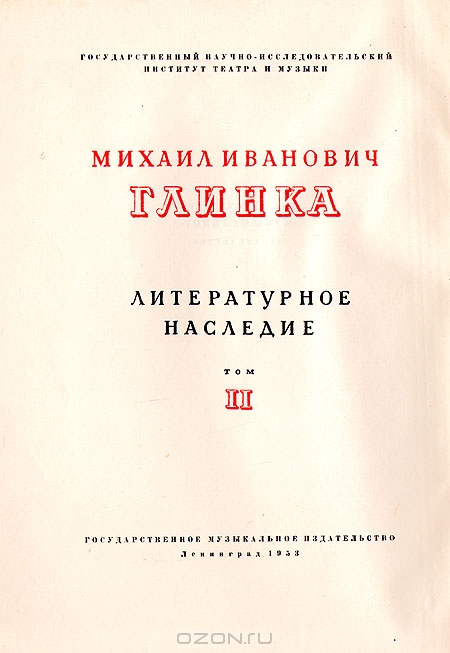 ГОСУДАРСТВЕННЫЙ НАУЧНО-ИССЛЕДОВАТЕЛЬСКИЙ
ИНСТИТУТ ТЕАТРА И МУЗЫКИ
МИХАИЛ ИВАНОВИЧ
ГЛИНКА
ЛИТЕРАТУРНОЕ
НАСЛЕДИЕ
ТОМ
II
ГОСУДАРСТВЕННОЕ МУЗЫКАЛЬНОЕ ИЗДАТЕЛЬСТВО
Ленинград 1953
OZON.ru